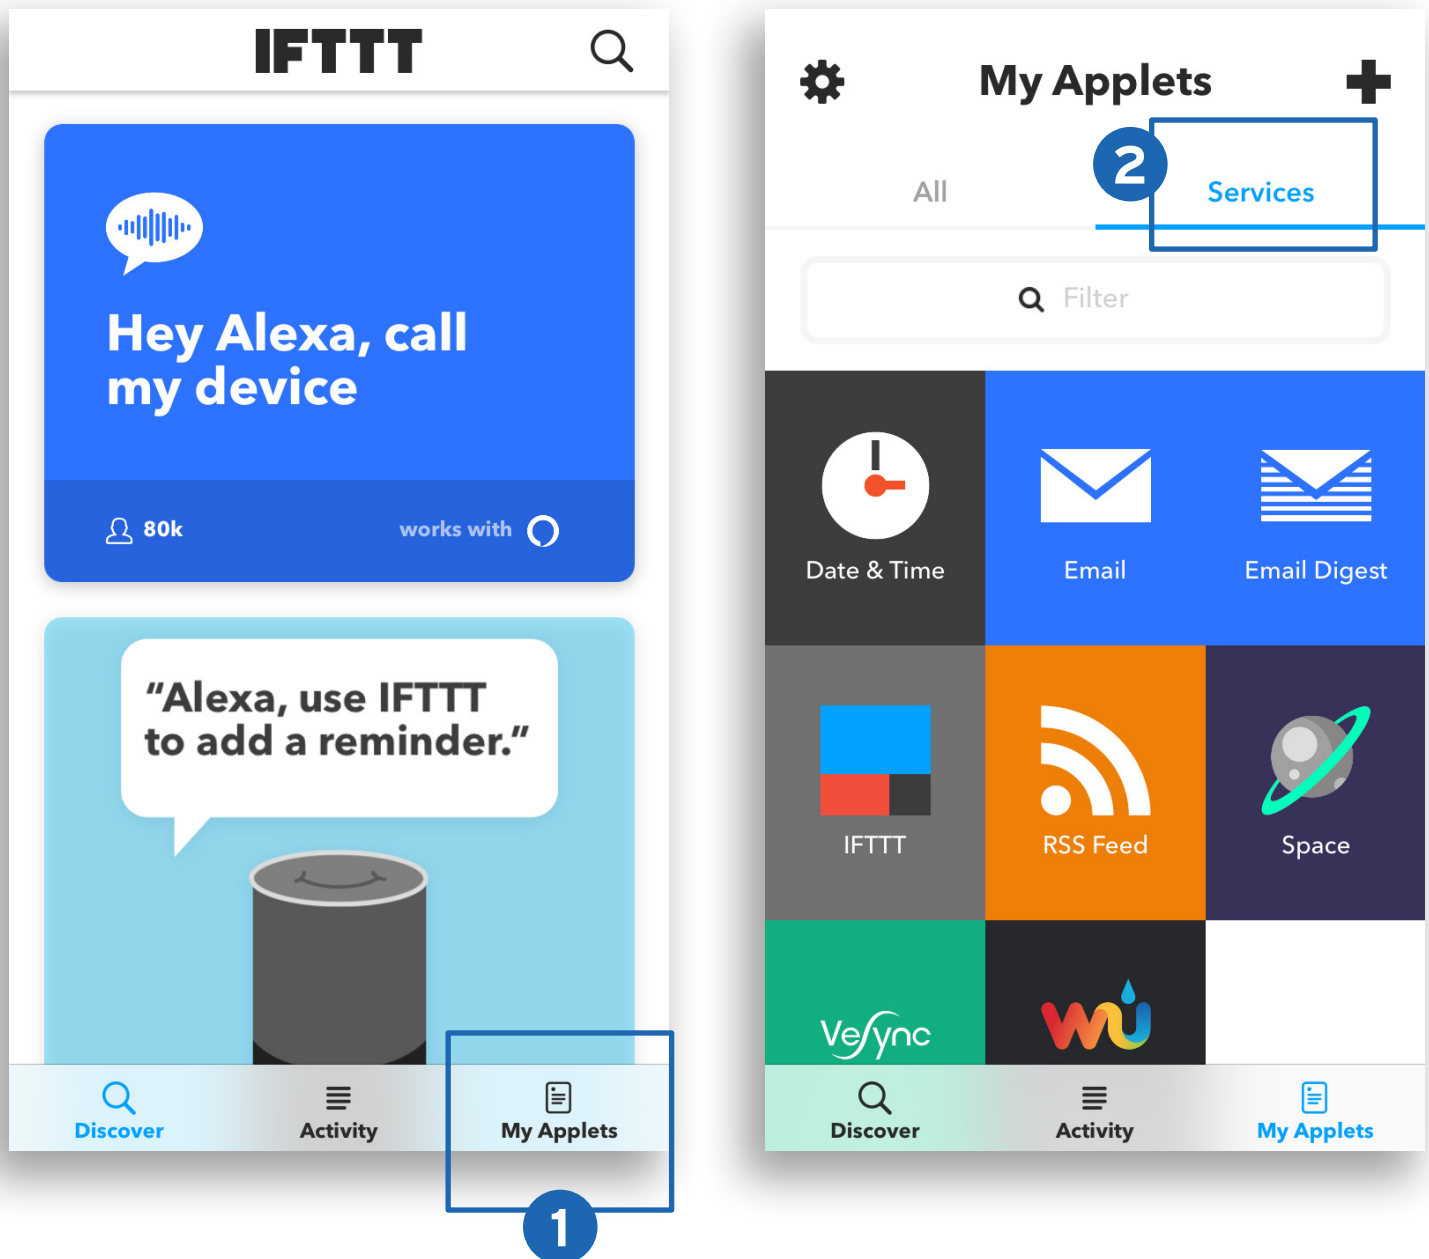 IFTTT
Hey Alexa, call
my device
80k
works with
“Alexa, use IFTTT
to add a reminder.”
Discover
Activity
My Applets
1
My Applets
2
All
Services
Filter
Date & Time
Email
Email Digest
IFTTT
RSS Feed
Space
VeSync
wu
Discover
Activity
My Applets